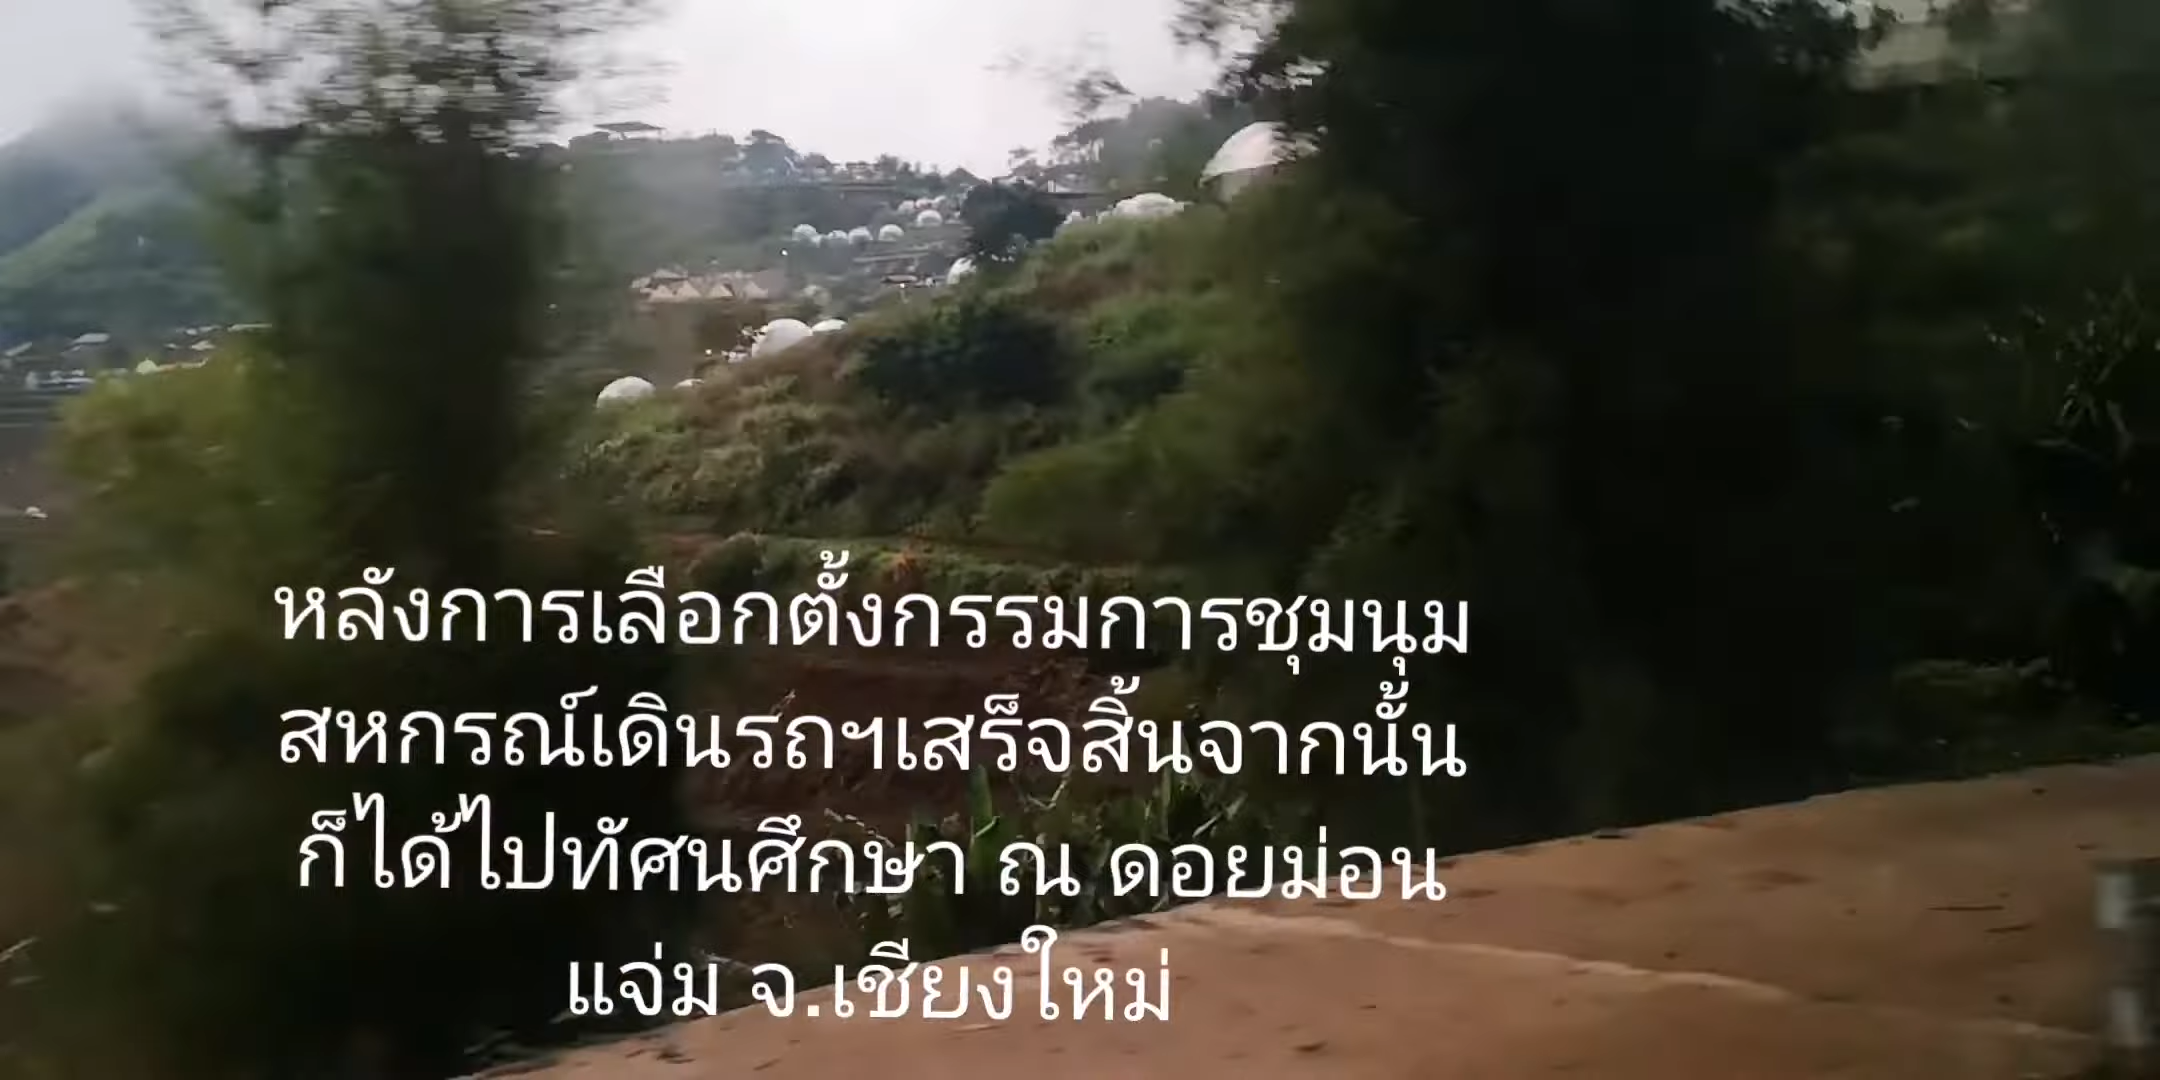 หลังการเลือกตั้งกรรมการชุมนุม
สหกรณ์เดินรถฯเสร็จสิ้นจากนั้น
ก็ได้ไปทัศนศึกษา ณ ดอยม่อน
แจ่ม จ.เชียงใหม่